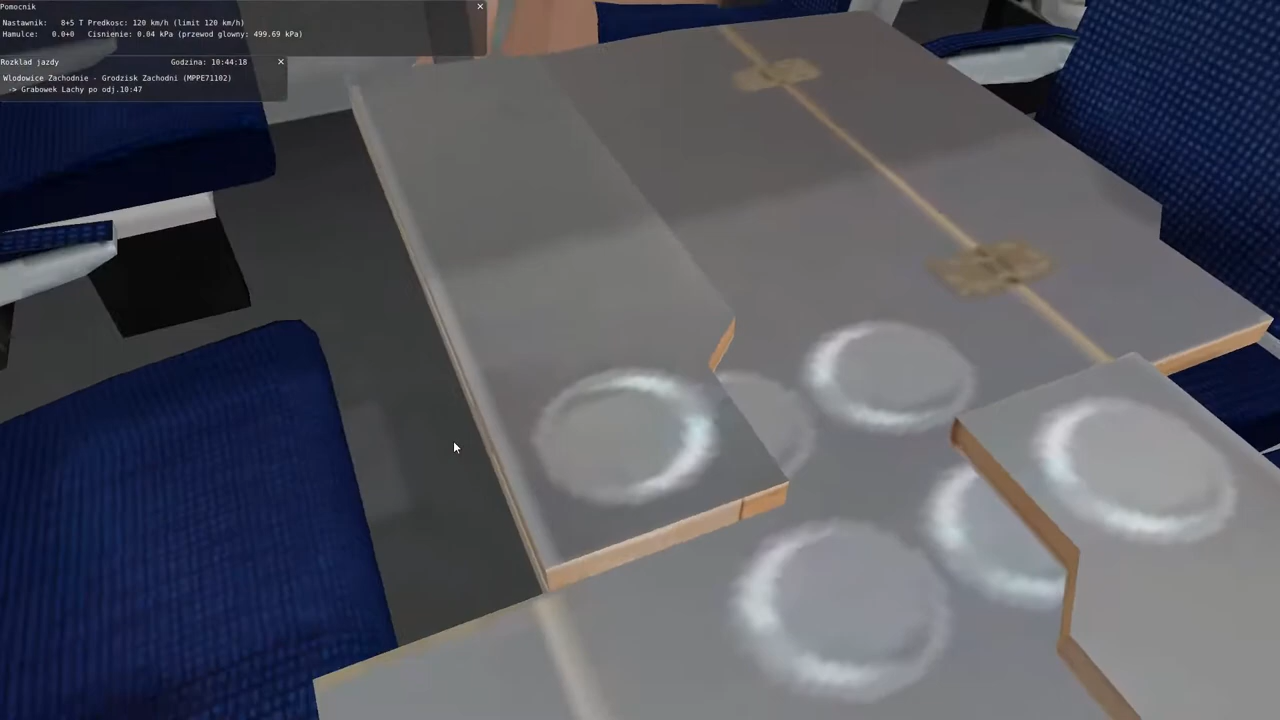 Pomocnik
Nastawnik: 8+5 T Predkosc: 120 km/h (limit 120 km/h)
Hamulce: 0.0+0 Cisnienie: 0.04 kPa (przewod glowny: 499.69 kPa)
Rozklad jazdy Godzina: 10:44:18
Wlodowice Zachodnie - Grodzisk Zachodni (MPPE71102)
-> Grabowek Lachy po odj.10:47